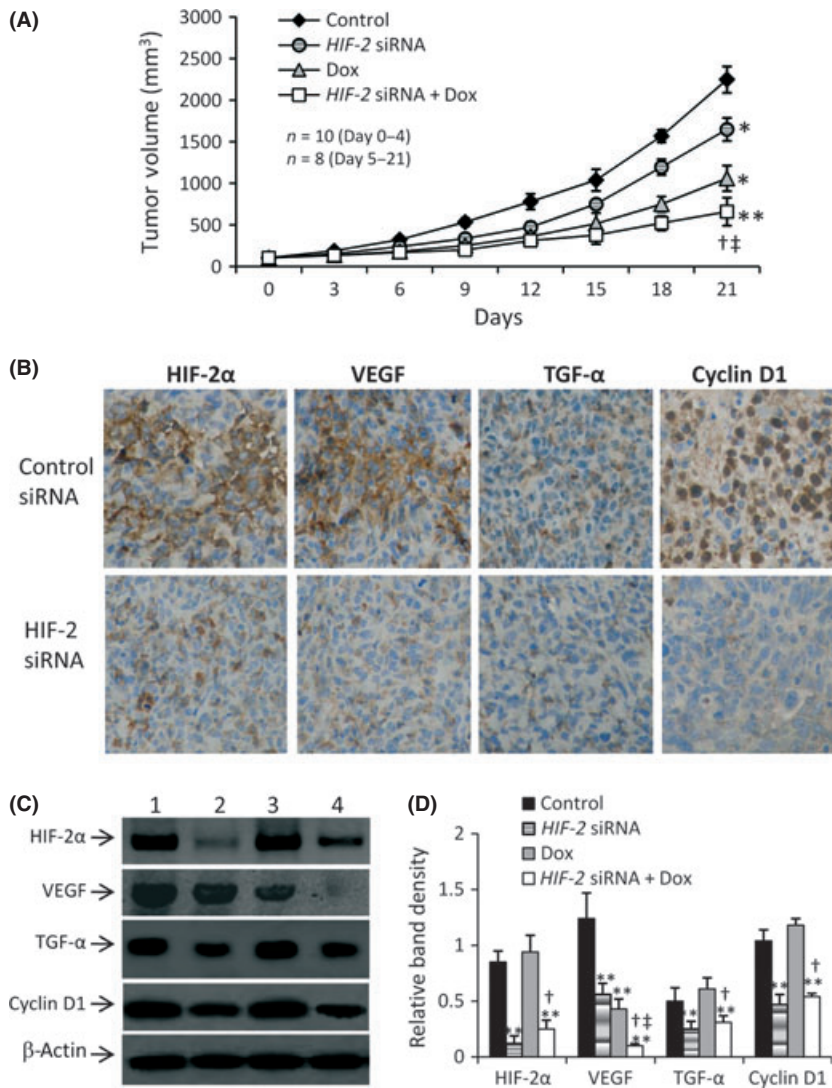 (A)
Tumor volume (mm³)
3000
2500
2000
1500
1000
500
0
Control
HIF-2 siRNA
Dox
HIF-2 siRNA + Dox
n = 10 (Day 0–4)
n = 8 (Day 5–21)
*
*
**
†‡
0 3 6 9 12 15 18 21
Days
(B)
HIF-2α VEGF TGF-α Cyclin D1
Control
siRNA
HIF-2
siRNA
(C)
1 2 3 4
HIF-2α
VEGF
TGF-α
Cyclin D1
β-Actin
(D)
Control
HIF-2 siRNA
Dox
HIF-2 siRNA + Dox
Relative band density
2
1.5
1
0.5
0
** † **
** ** †‡ **
** † **
** † **
HIF-2α VEGF TGF-α Cyclin D1